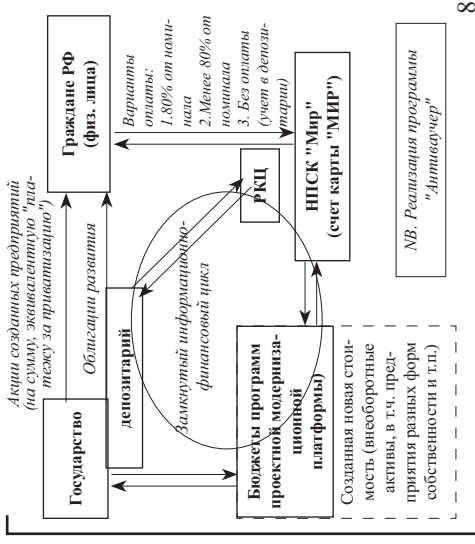 Акции созданных предприятий
(на сумму, эквивалентную "пла-
тежу за приватизацию")
Государство
Граждане РФ
(физ. лица)
Облигации развития
депозитарий
Варианты
оплаты:
1.80% от номи-
нала
2.Менее 80% от
номинала
3. Без оплаты
(учет в депози-
тарии)
Замкнутый информационно-
финансовый цикл
РКЦ
Бюджеты программ
проектной модерниза-
ционной
платформы)
НПСК "Мир"
(счет карты "МИР")
Созданная новая стои-
мость (внеоборотные
активы, в т.ч. пред-
приятия разных форм
собственности и т.п.)
NB. Реализация программы
"Антиваучер"
8